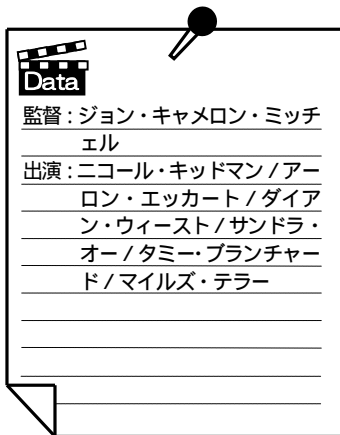 Data
監督：ジョン・キャメロン・ミッチ
ェル
出演：ニコール・キッドマン / アー
ロン・エッカート / ダイア
ン・ウィースト / サンドラ・
オー / タミー・ブランチャー
ド / マイルズ・テラー